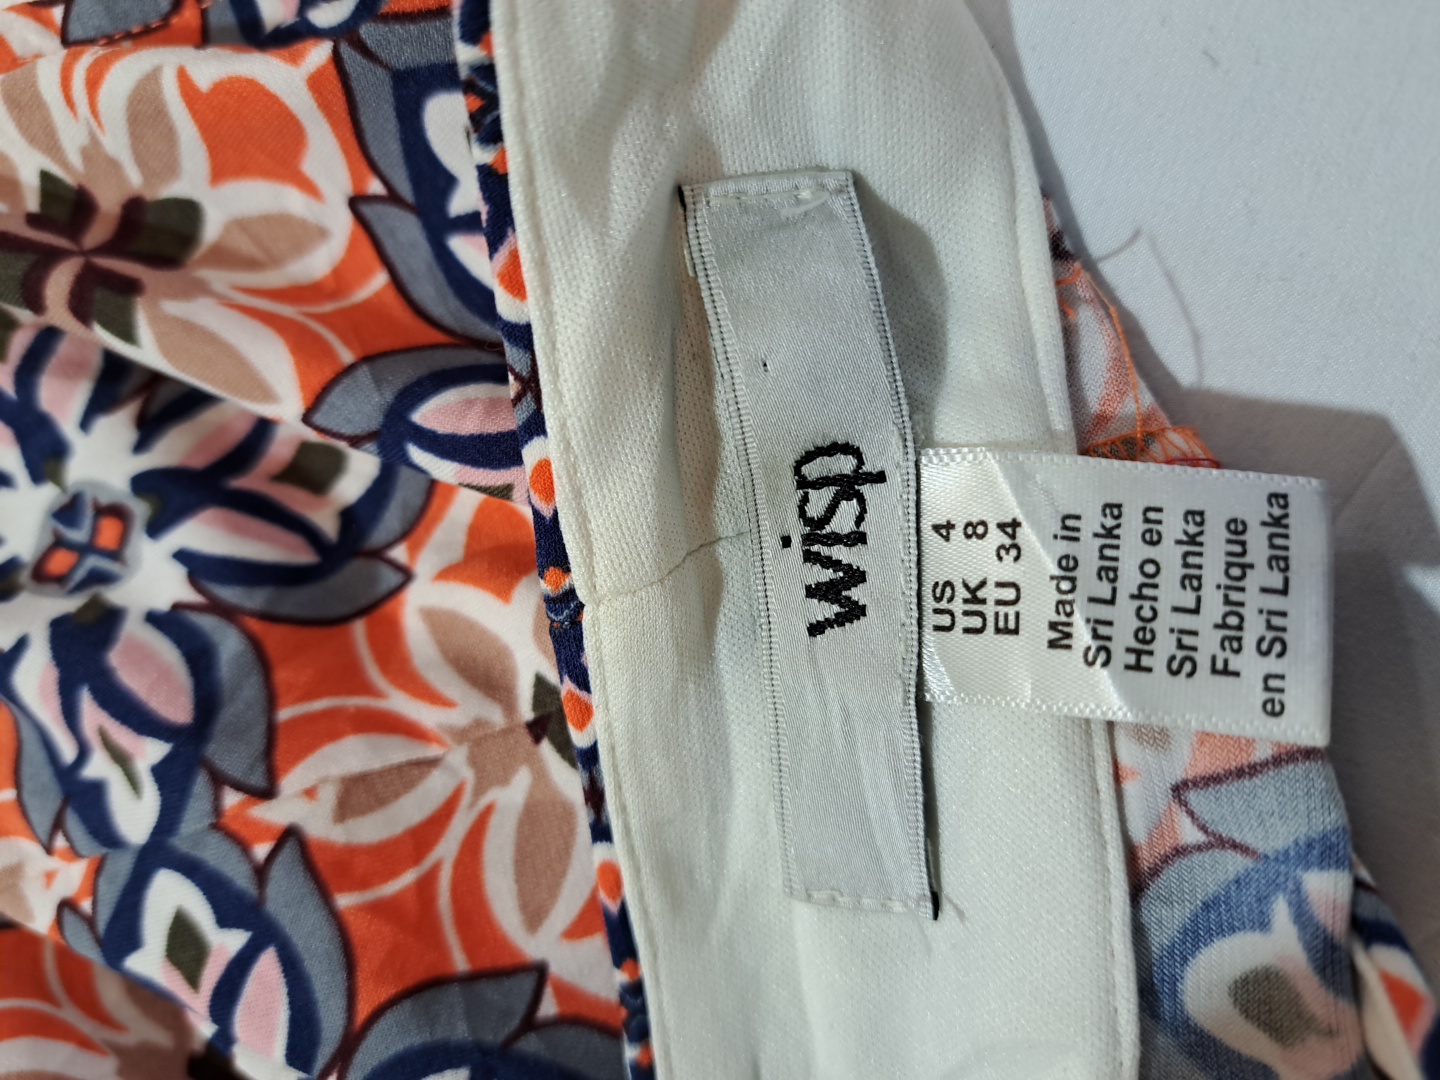 wisp
US 4
UK 8
EU 34
Made in
Sri Lanka
Hecho en
Sri Lanka
Fabrique
en Sri Lanka